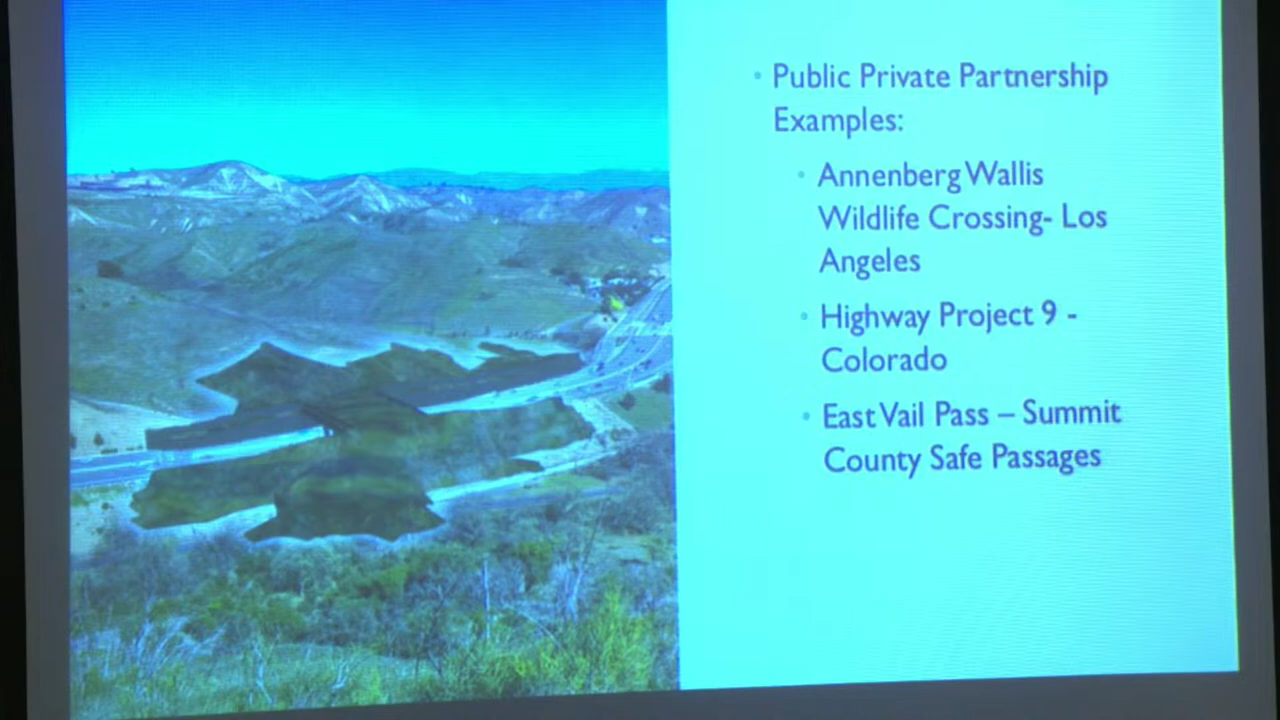 Public Private Partnership
Examples:
Annenberg Wallis
Wildlife Crossing- Los
Angeles
Highway Project 9 -
Colorado
East Vail Pass – Summit
County Safe Passages